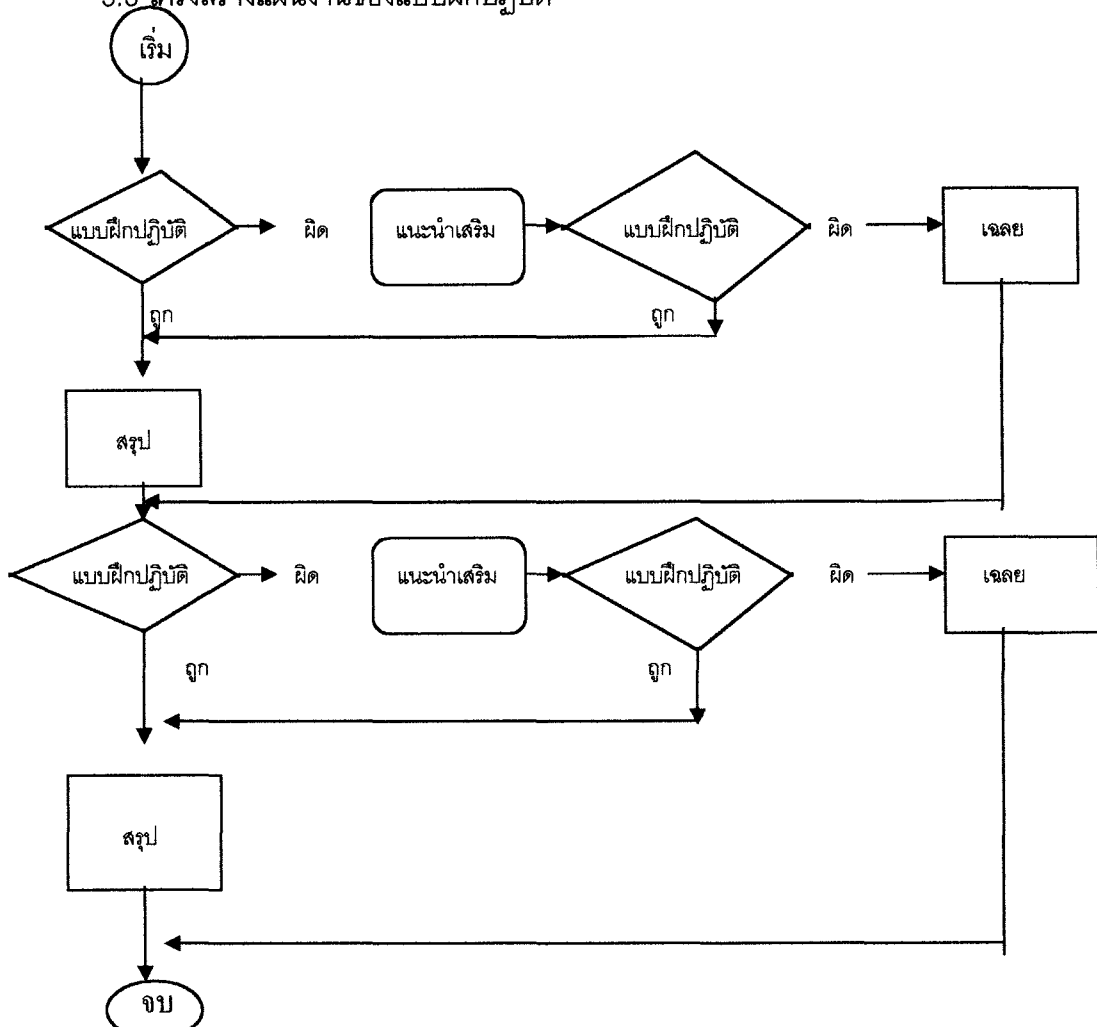 เริ่ม
แบบฝึกปฏิบัติ
ผิด
แนะนำเสริม
แบบฝึกปฏิบัติ
ผิด
เฉลย
ถูก
ถูก
สรุป
แบบฝึกปฏิบัติ
ผิด
แนะนำเสริม
แบบฝึกปฏิบัติ
ผิด
เฉลย
ถูก
ถูก
สรุป
จบ